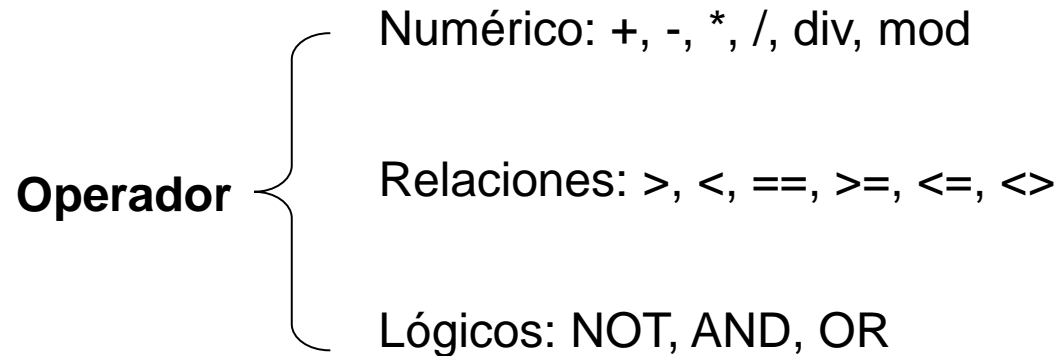 Numérico: +, -, *, /, div, mod
Operador
Relaciones: >, <, ==, >=, <=, <>
Lógicos: NOT, AND, OR